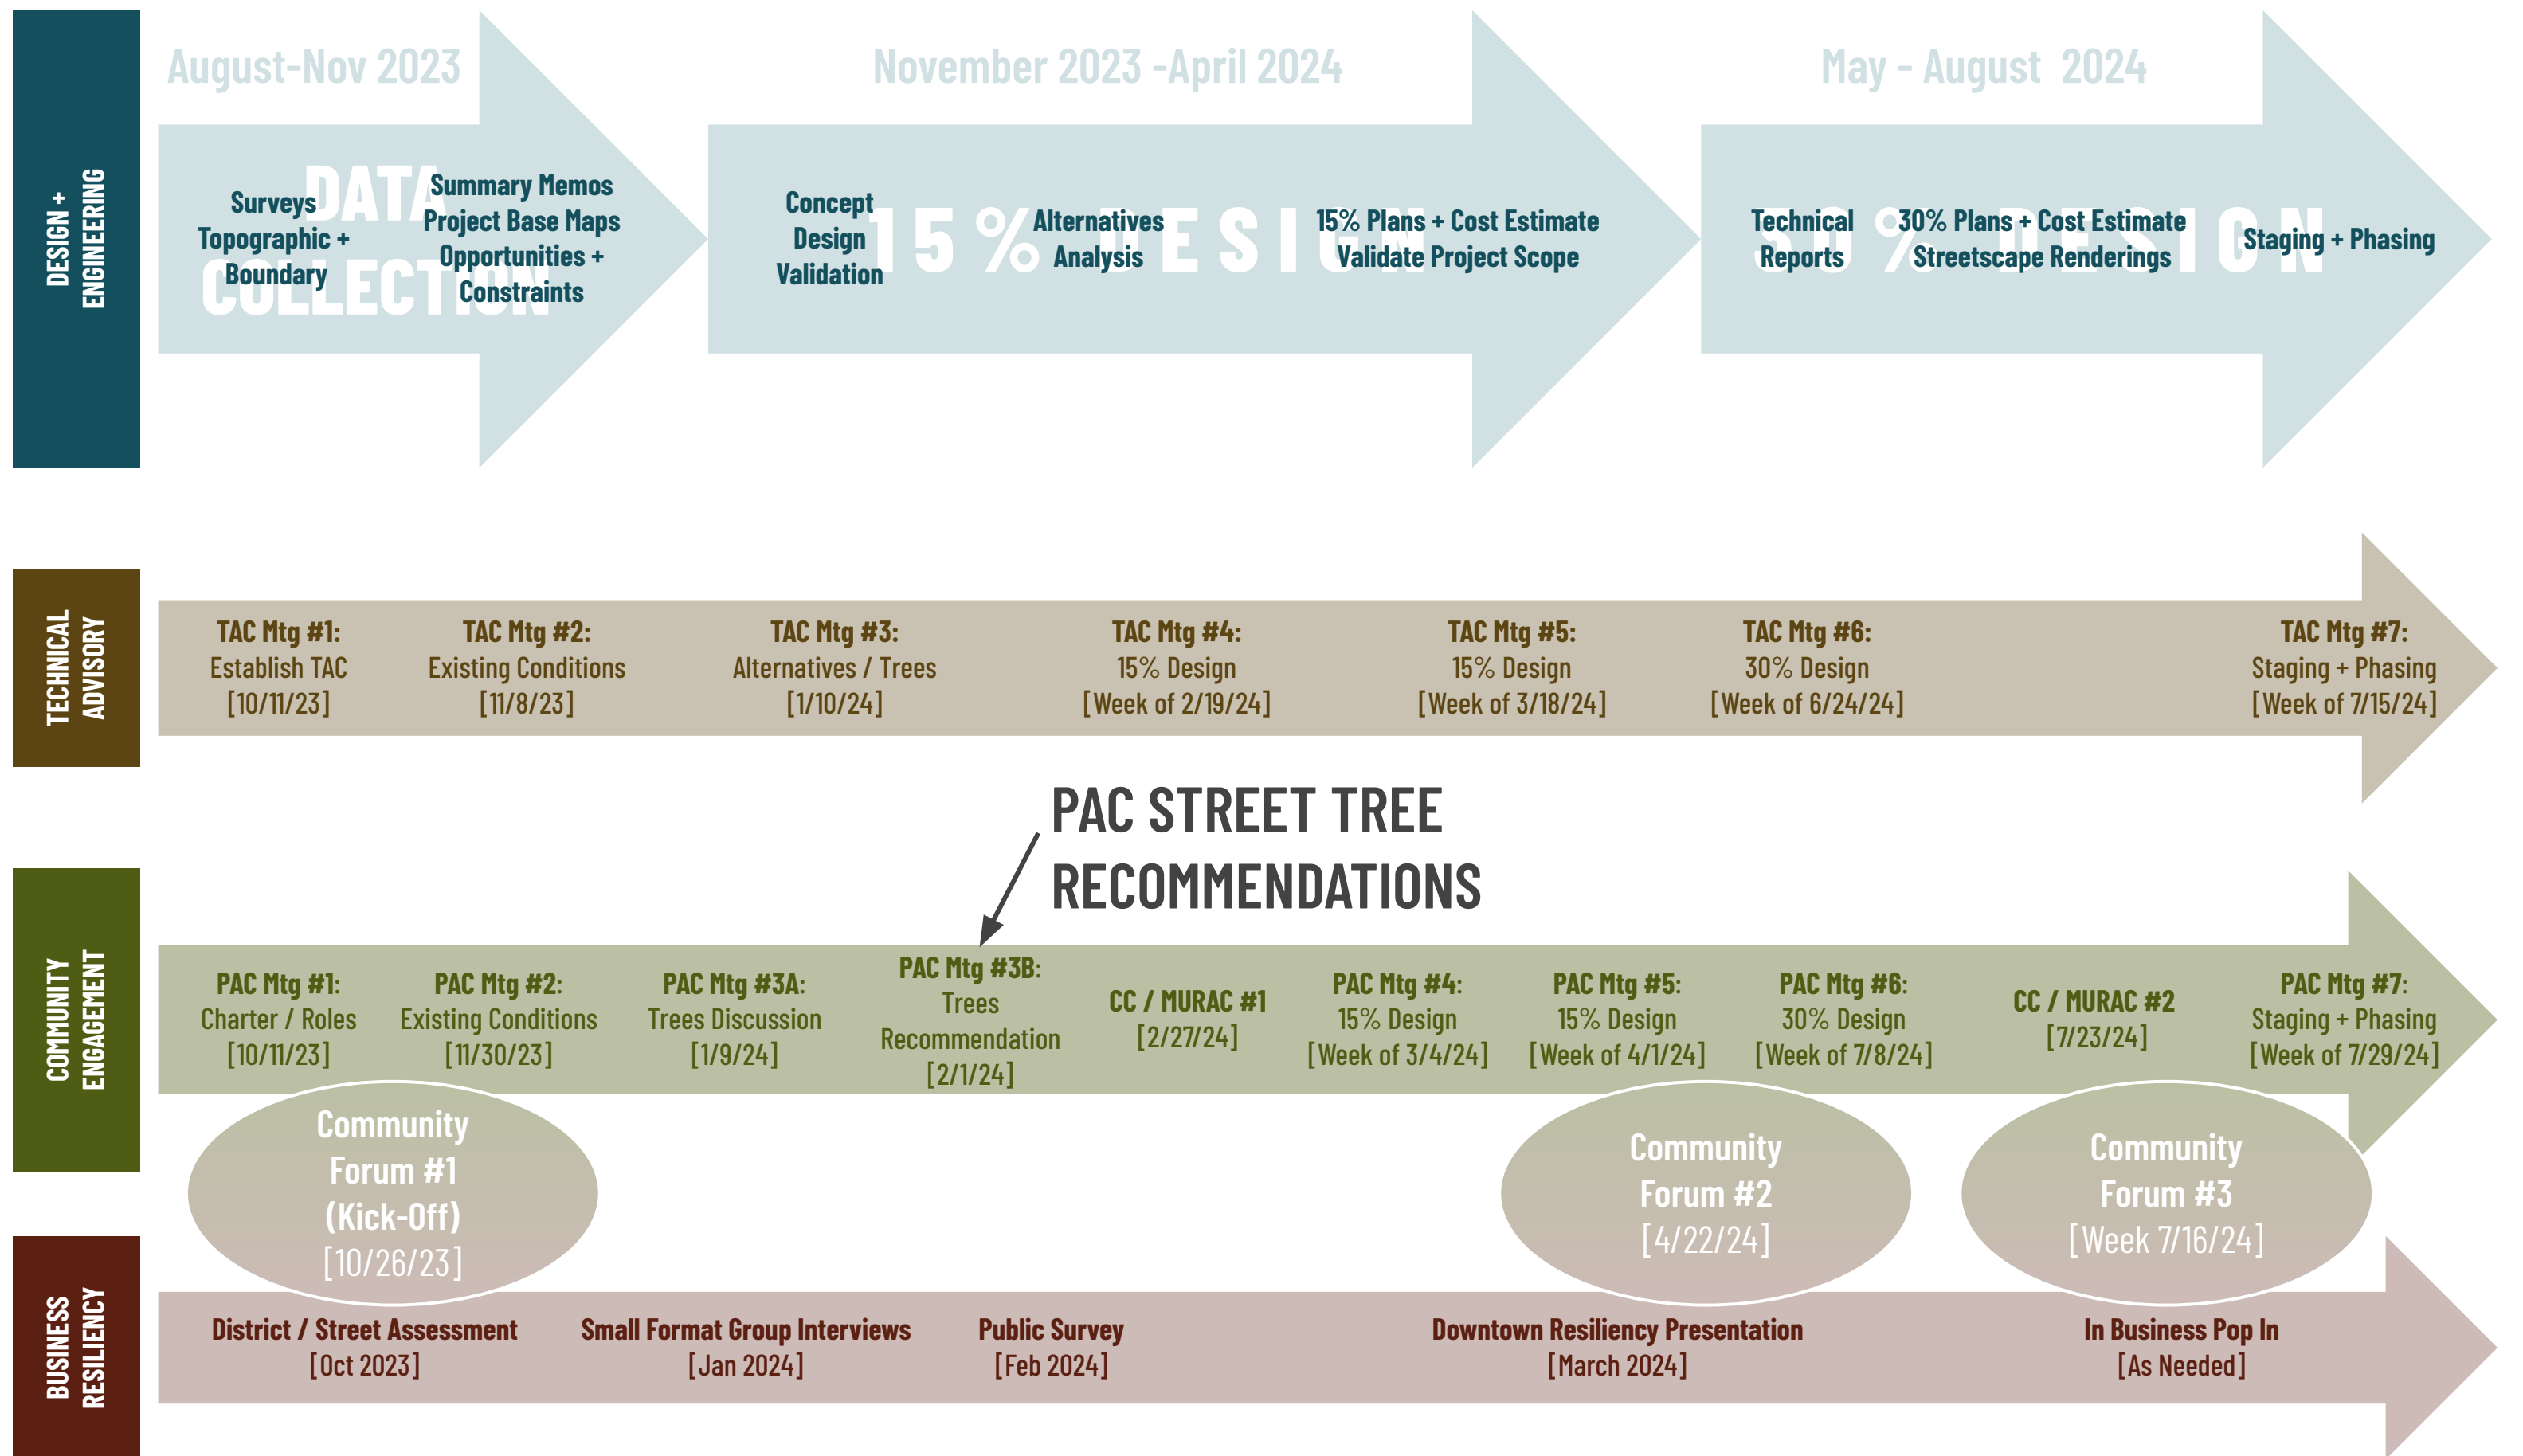 DESIGN +
ENGINEERING
August-Nov 2023
DATA
COLLECTION
Surveys
Topographic +
Boundary
Summary Memos
Project Base Maps
Opportunities +
Constraints
November 2023 -April 2024
15% DESIGN
Concept
Design
Validation
Alternatives
Analysis
15% Plans + Cost Estimate
Validate Project Scope
May - August 2024
30% DESIGN
Technical
Reports
30% Plans + Cost Estimate
Streetscape Renderings
Staging + Phasing
TECHNICAL
ADVISORY
TAC Mtg #1:
Establish TAC
[10/11/23]
TAC Mtg #2:
Existing Conditions
[11/8/23]
TAC Mtg #3:
Alternatives / Trees
[1/10/24]
TAC Mtg #4:
15% Design
[Week of 2/19/24]
TAC Mtg #5:
15% Design
[Week of 3/18/24]
TAC Mtg #6:
30% Design
[Week of 6/24/24]
TAC Mtg #7:
Staging + Phasing
[Week of 7/15/24]
PAC STREET TREE
RECOMMENDATIONS
COMMUNITY
ENGAGEMENT
PAC Mtg #1:
Charter / Roles
[10/11/23]
PAC Mtg #2:
Existing Conditions
[11/30/23]
PAC Mtg #3A:
Trees Discussion
[1/9/24]
PAC Mtg #3B:
Trees
Recommendation
[2/1/24]
CC / MURAC #1
[2/27/24]
PAC Mtg #4:
15% Design
[Week of 3/4/24]
PAC Mtg #5:
15% Design
[Week of 4/1/24]
PAC Mtg #6:
30% Design
[Week of 7/8/24]
CC / MURAC #2
[7/23/24]
PAC Mtg #7:
Staging + Phasing
[Week of 7/29/24]
Community
Forum #1
(Kick-Off)
[10/26/23]
Community
Forum #2
[4/22/24]
Community
Forum #3
[Week 7/16/24]
BUSINESS
RESILIENCY
District / Street Assessment
[Oct 2023]
Small Format Group Interviews
[Jan 2024]
Public Survey
[Feb 2024]
Downtown Resiliency Presentation
[March 2024]
In Business Pop In
[As Needed]